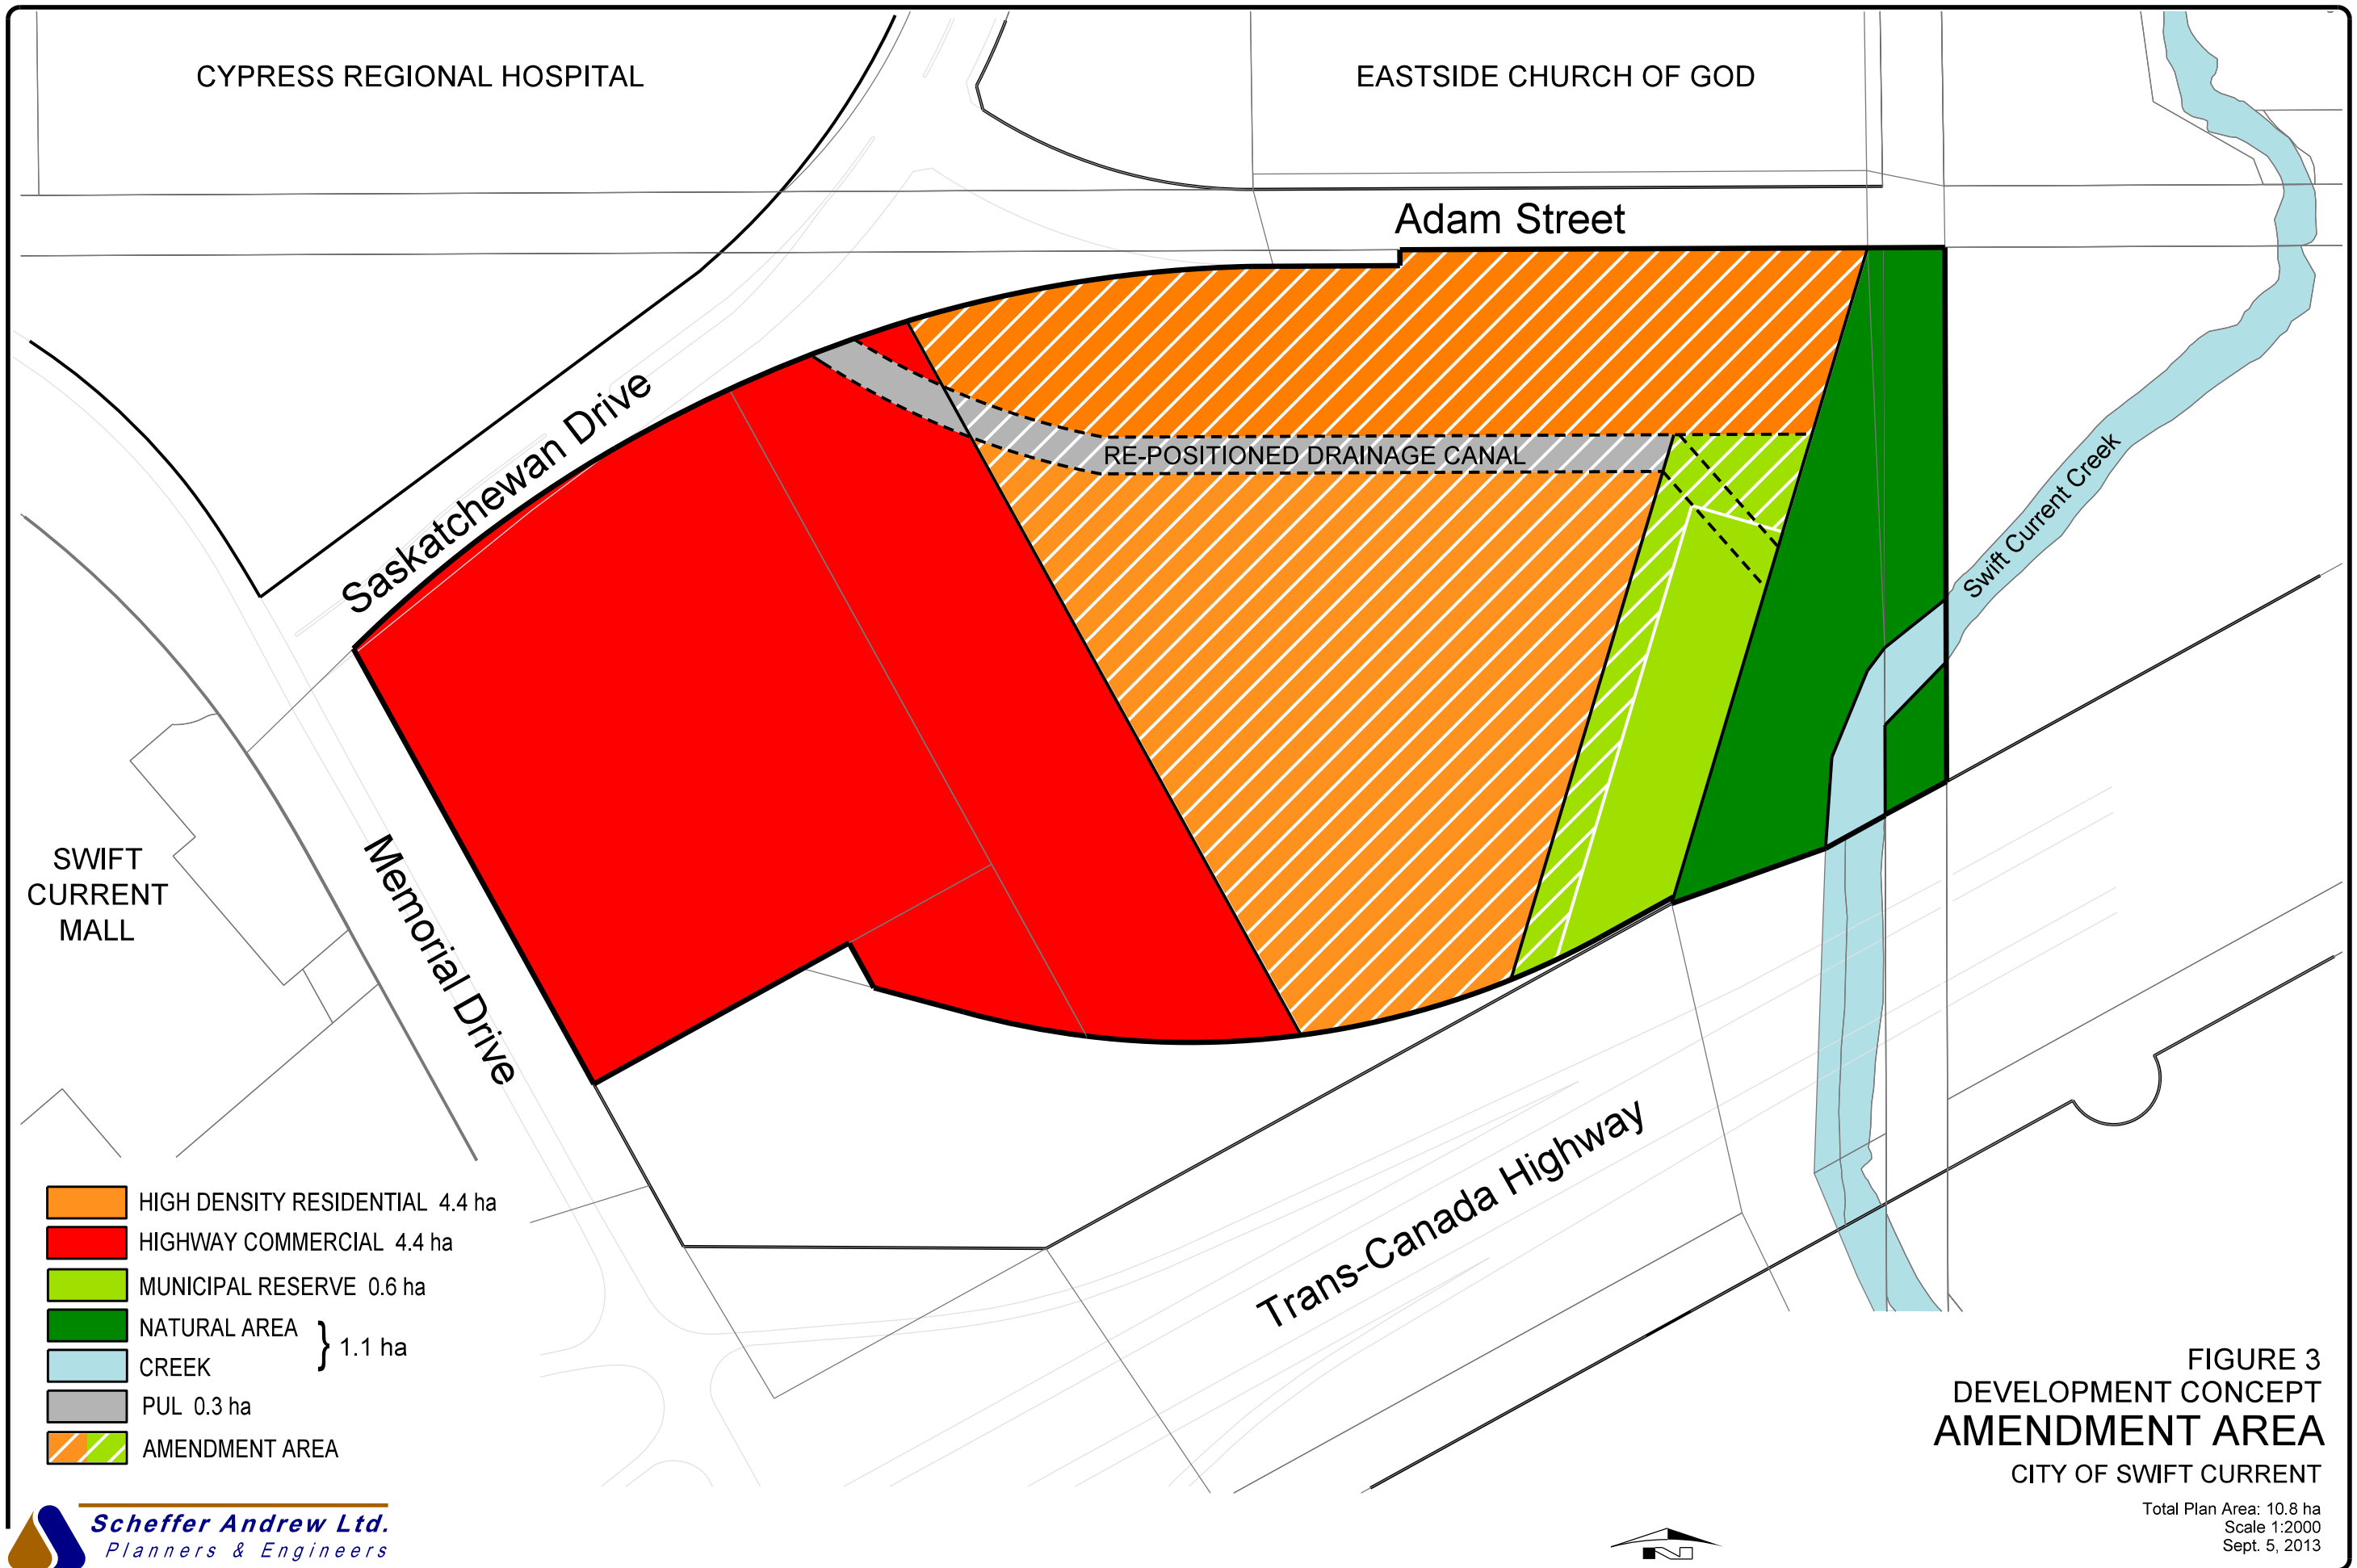 CYPRESS REGIONAL HOSPITAL
EASTSIDE CHURCH OF GOD
Adam Street
Saskatchewan Drive
RE-POSITIONED DRAINAGE CANAL
Swift Current Creek
SWIFT
CURRENT
MALL
Memorial Drive
Trans-Canada Highway
HIGH DENSITY RESIDENTIAL 4.4 ha
HIGHWAY COMMERCIAL 4.4 ha
MUNICIPAL RESERVE 0.6 ha
NATURAL AREA
} 1.1 ha
CREEK
PUL 0.3 ha
AMENDMENT AREA
FIGURE 3
DEVELOPMENT CONCEPT
AMENDMENT AREA
CITY OF SWIFT CURRENT
Total Plan Area: 10.8 ha
Scale 1:2000
Sept. 5, 2013
Scheffer Andrew Ltd.
Planners & Engineers
N